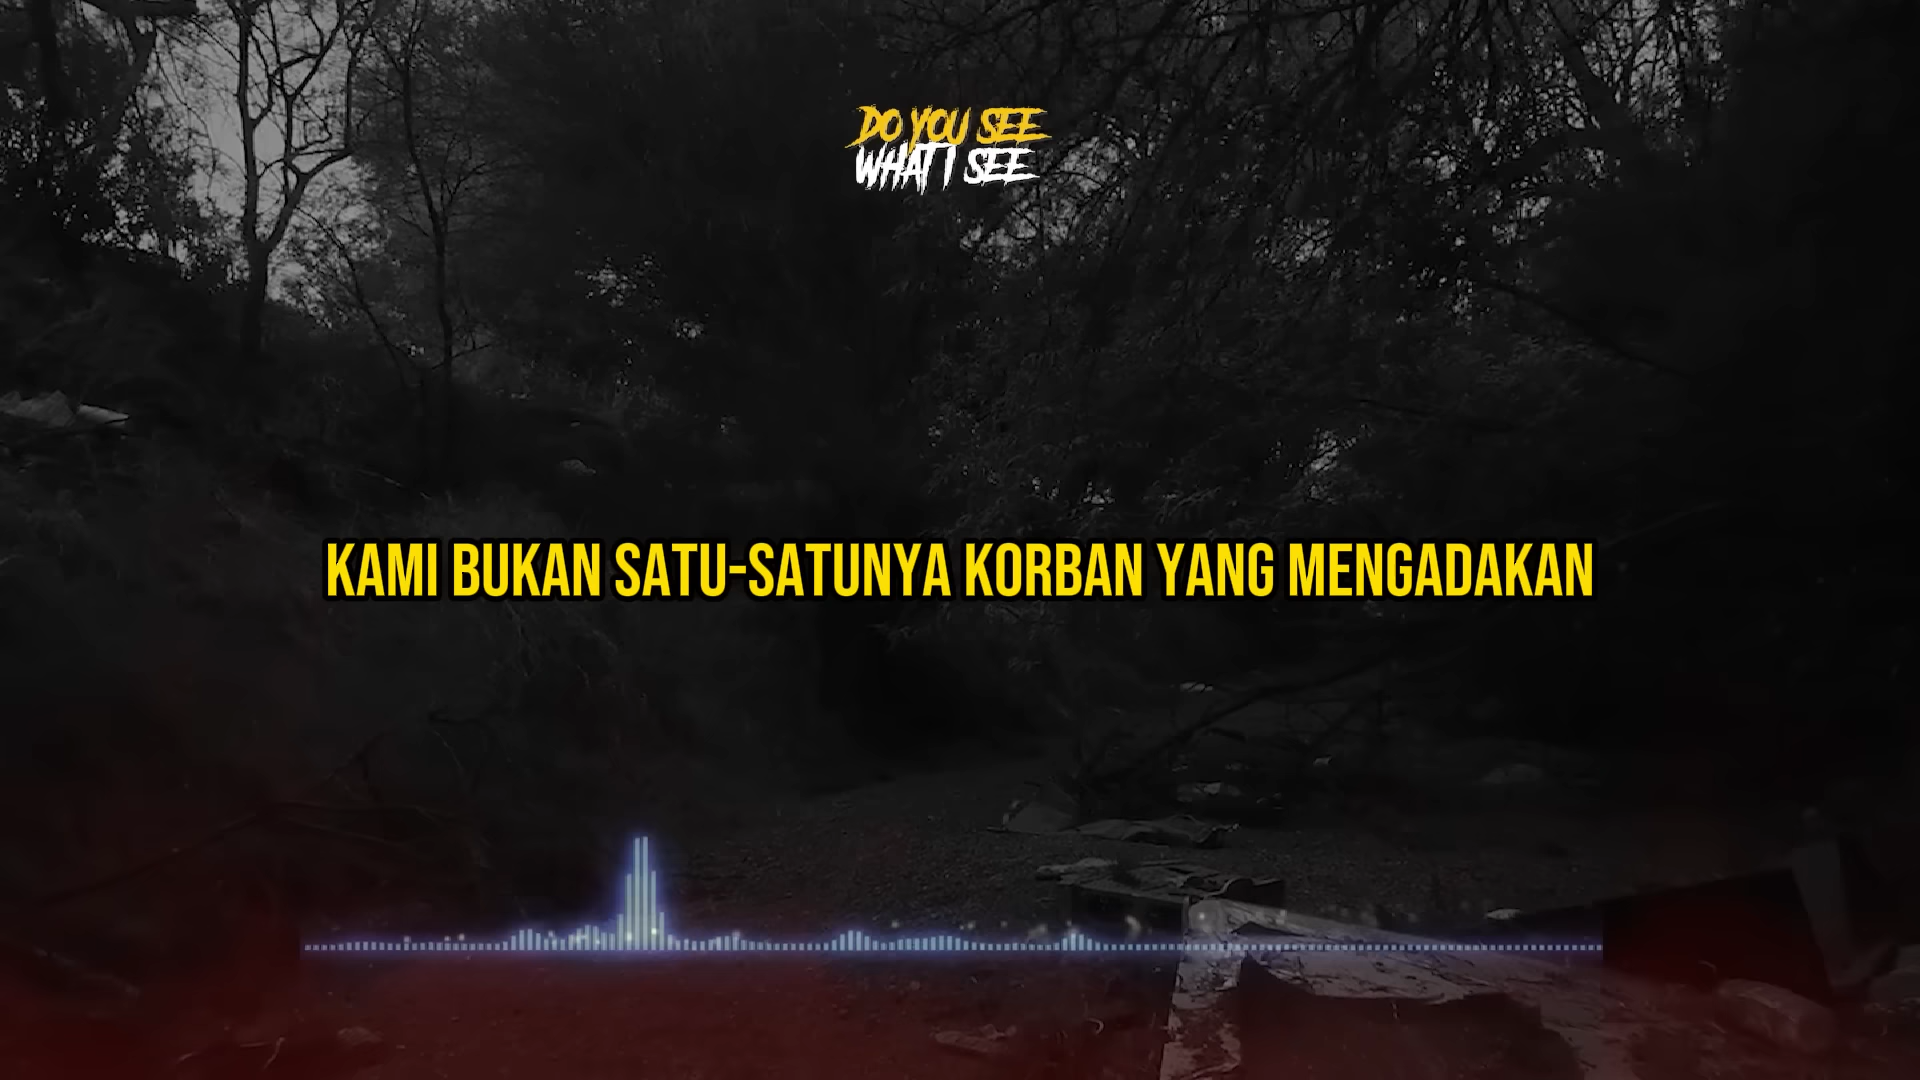 DO YOU SEE
WHAT I SEE
KAMI BUKAN SATU-SATUNYA KORBAN YANG MENGADAKAN